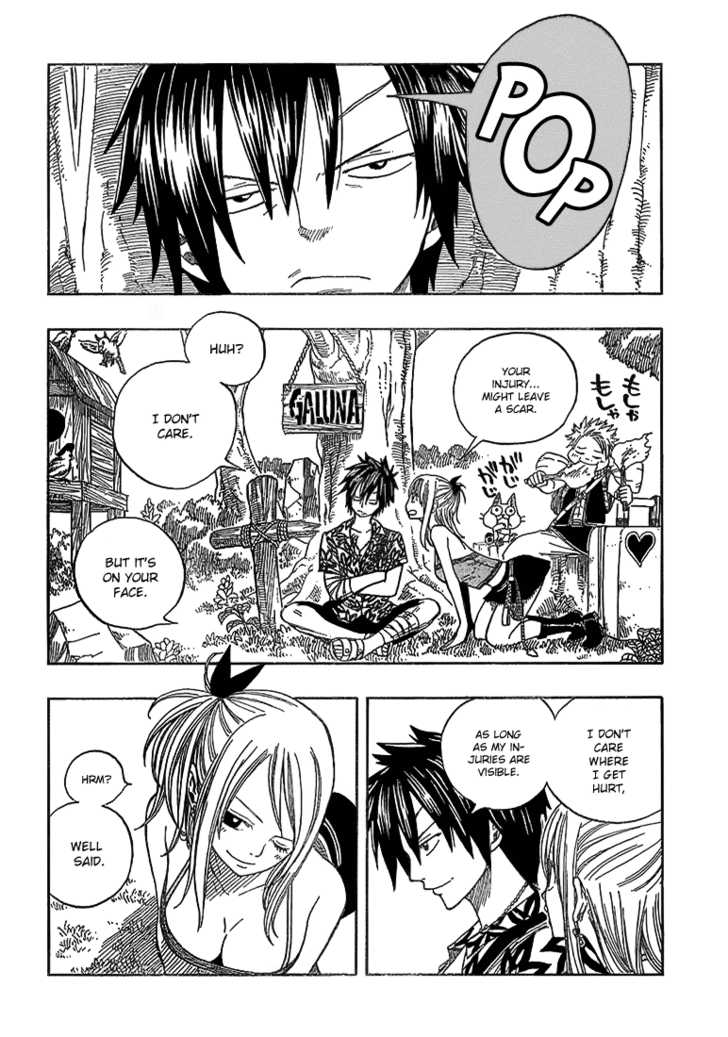 POP
YOUR
INJURY...
MIGHT LEAVE
A SCAR.
もしゃ
もしゃ
がじ
がじ
GALUNA
HUH?
I DON'T
CARE.
BUT IT'S
ON YOUR
FACE.
I DON'T
CARE
WHERE
I GET
HURT,
AS LONG
AS MY IN-
JURIES ARE
VISIBLE.
HRM?
WELL
SAID.